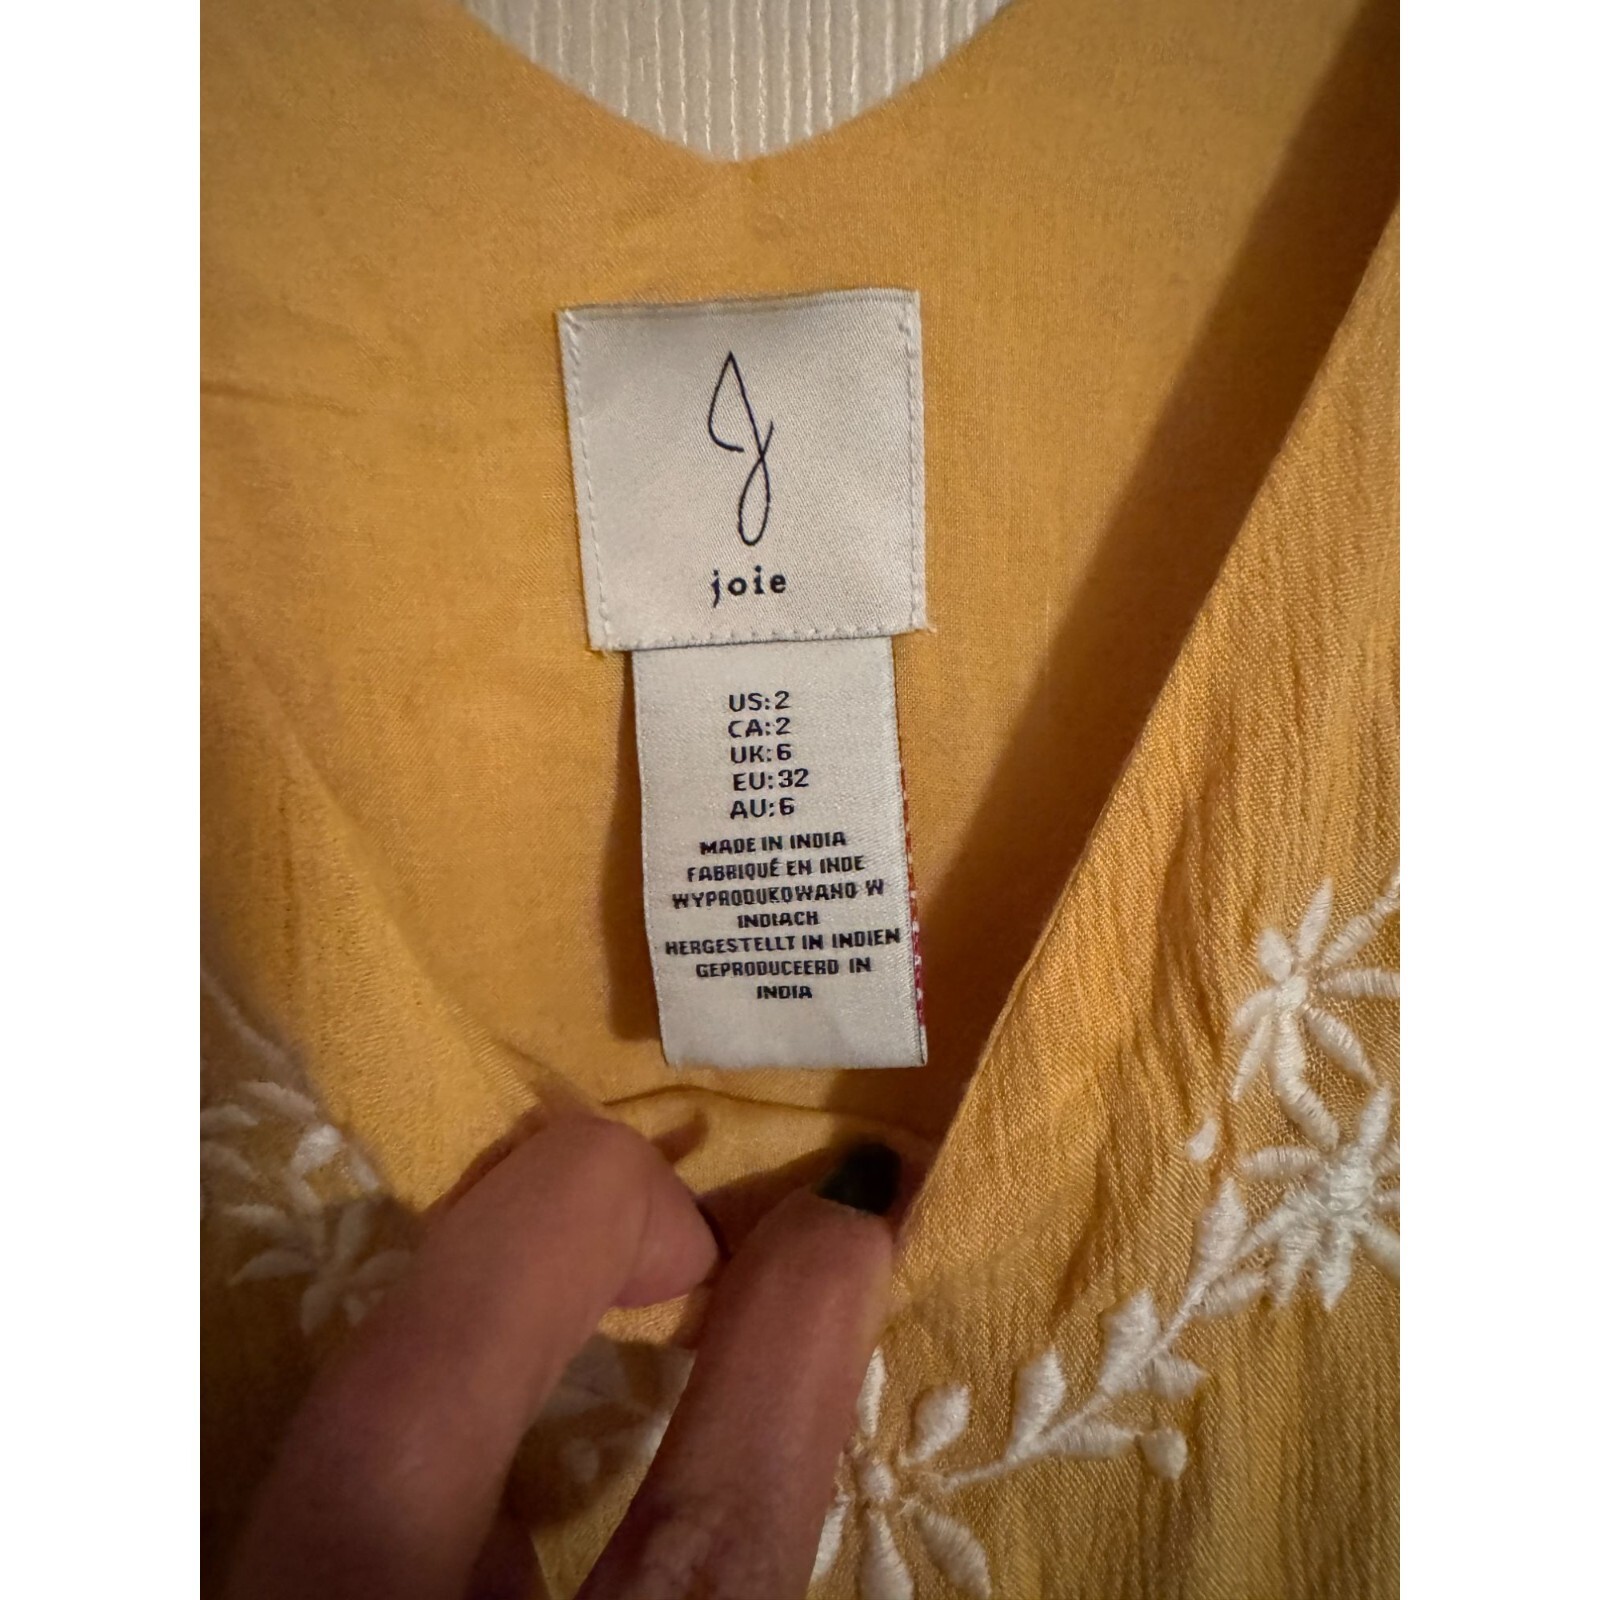 J
joie
US:2
CA:2
UK:6
EU:32
AU:6
MADE IN INDIA
FABRIQUÉ EN INDE
WYPRODUKOWANO W
INDIACH
HERGESTELLT IN INDIEN
GEPRODUCEERD IN
INDIA